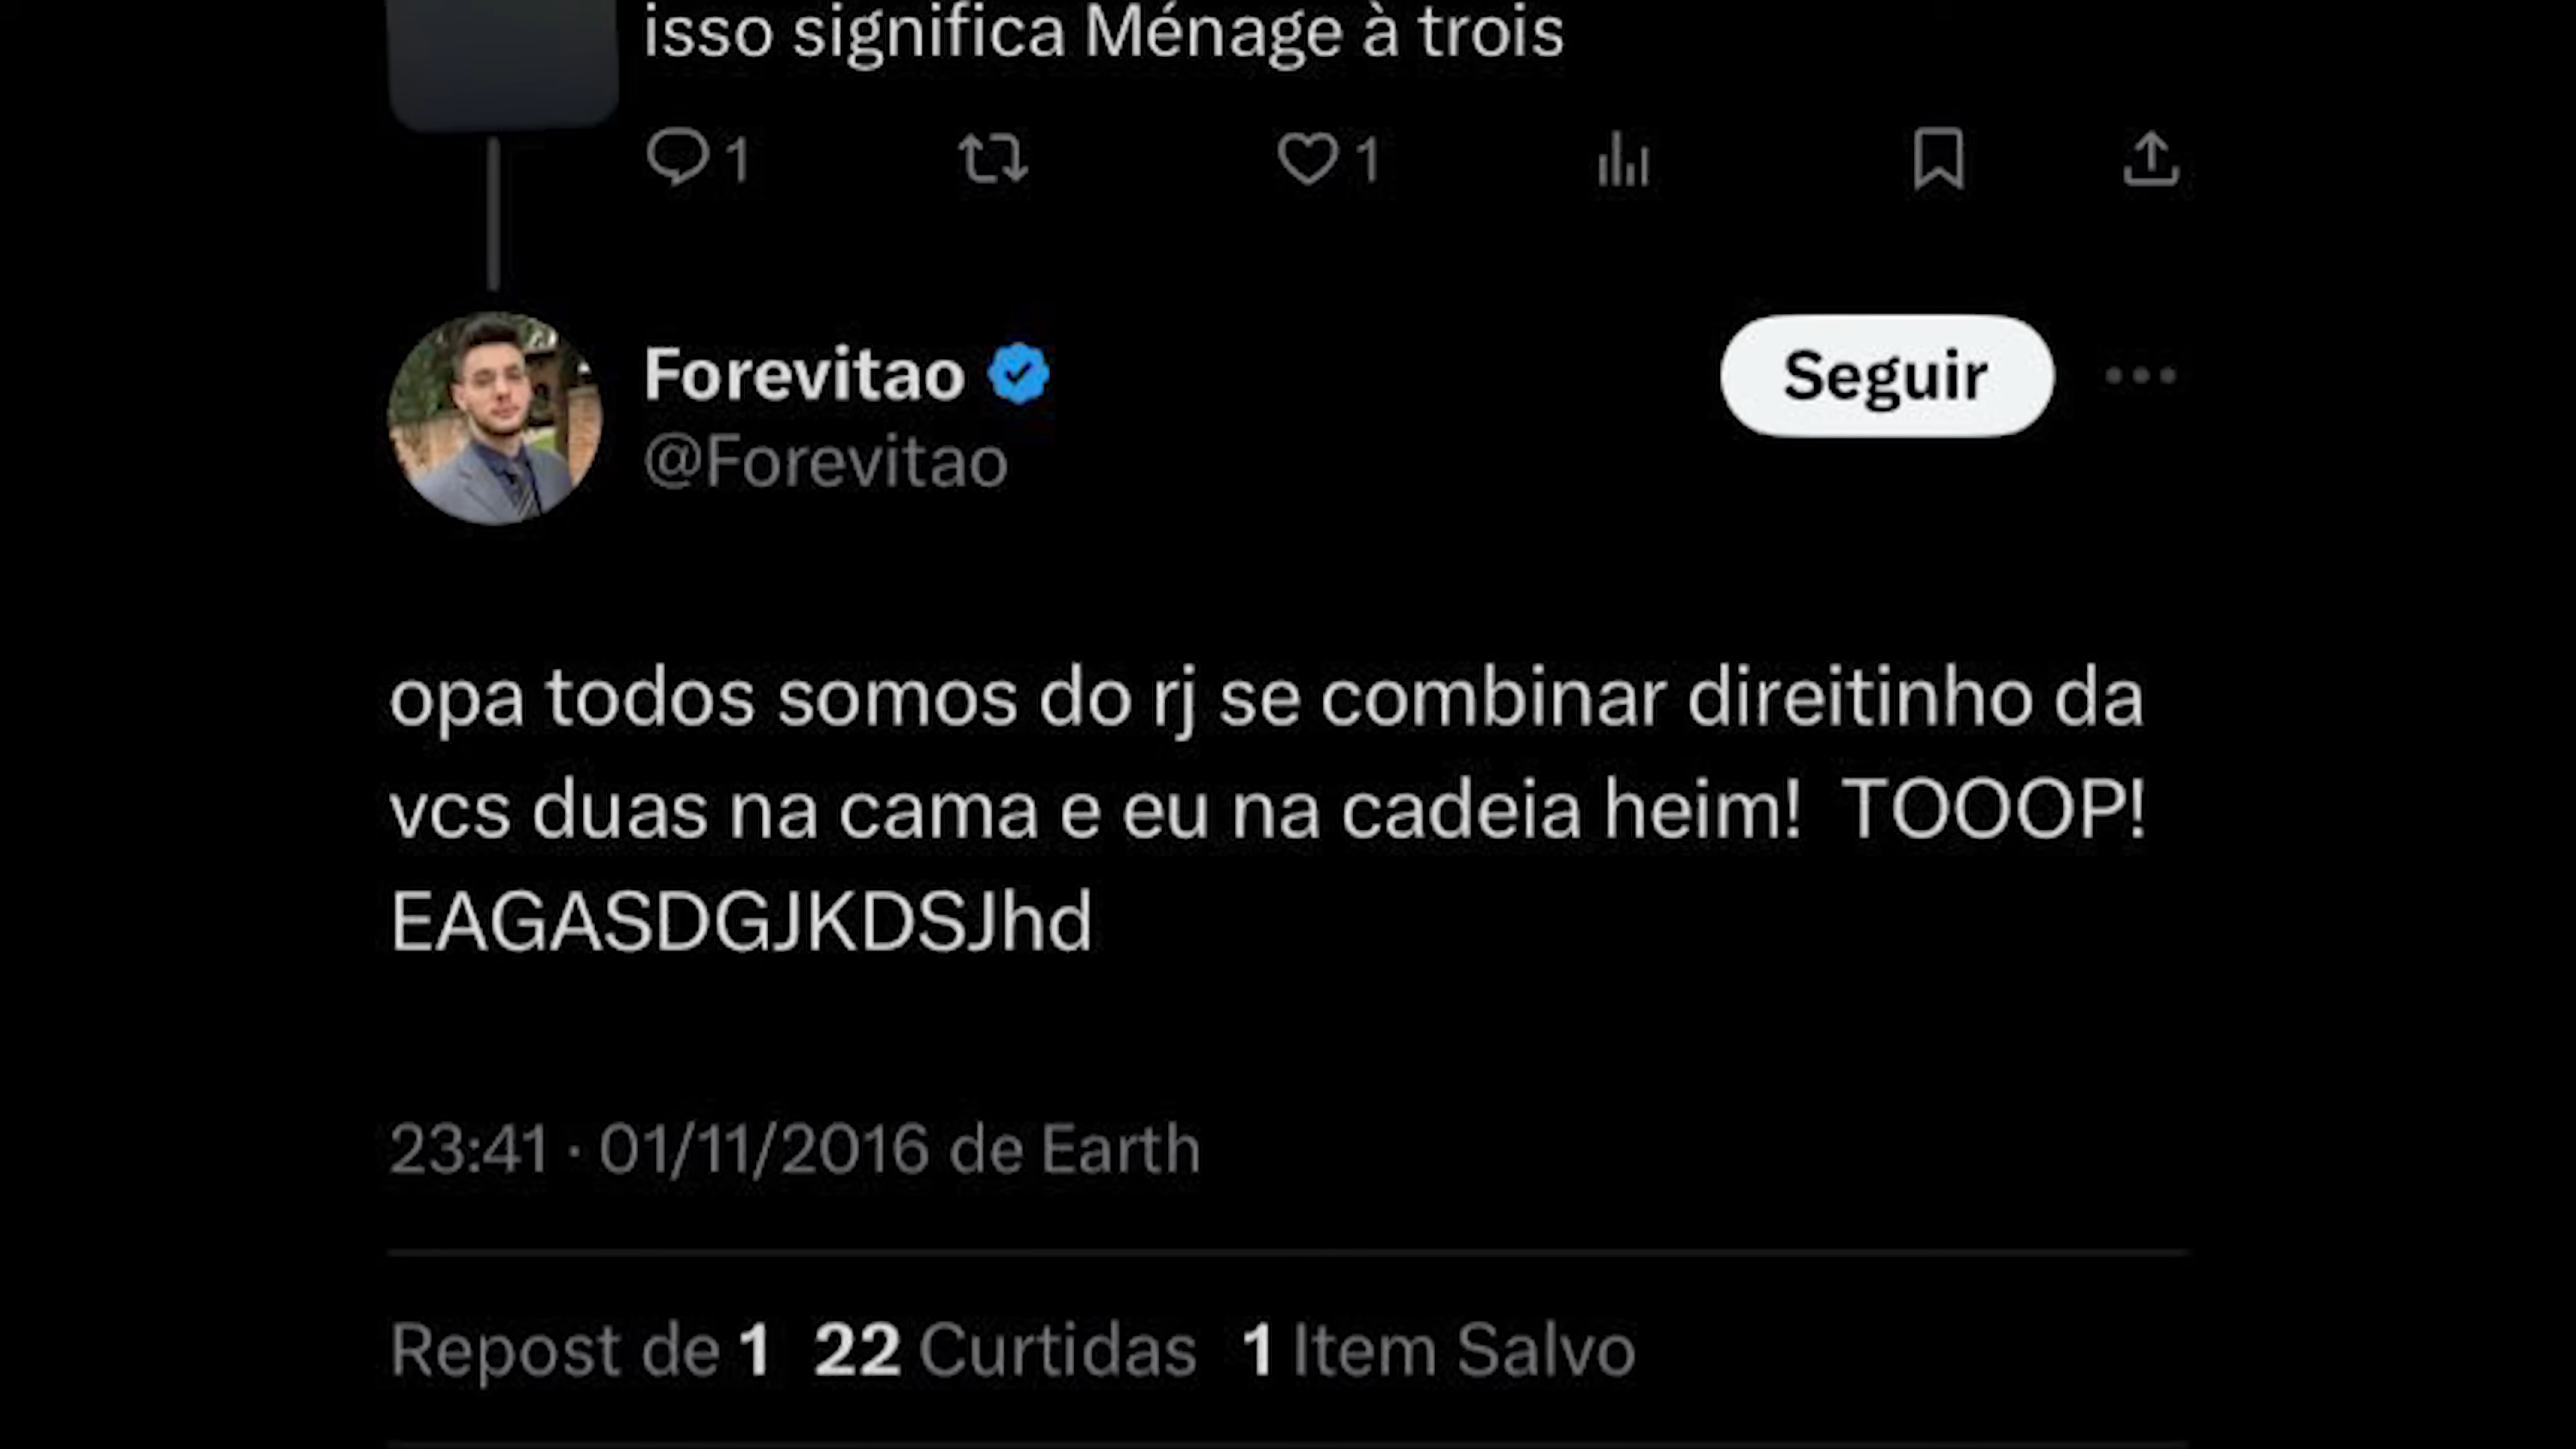 isso significa Ménage à trois
1 1
Forevitao
@Forevitao
Seguir
opa todos somos do rj se combinar direitinho da
vcs duas na cama e eu na cadeia heim!  TOOOP!
EAGASDGJKDSJhd
23:41 · 01/11/2016 de Earth
Repost de 1 22 Curtidas 1 Item Salvo